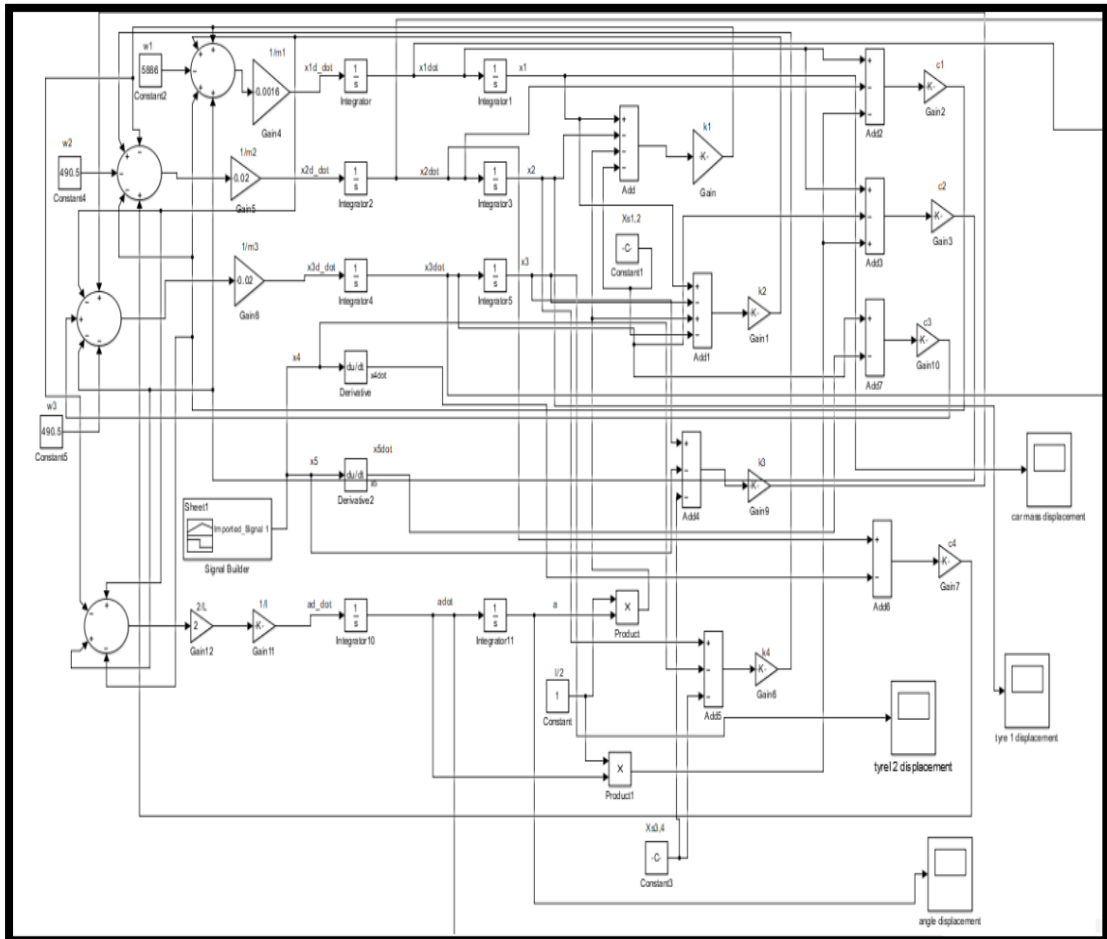 w1
5886
Constant2
1/m1
0.0016
Gain4
x1d_dot
1/s
Integrator
x1dot
1/s
Integrator1
x1
+
-
-
Add2
c1
-K-
Gain2
w2
490.5
Constant4
1/m2
0.02
Gain5
x2d_dot
1/s
Integrator2
x2dot
1/s
Integrator3
x2
+
-
-
-
Add
k1
-K-
Gain
+
-
+
Add3
c2
-K-
Gain3
1/m3
0.02
Gain8
x3d_dot
1/s
Integrator4
x3dot
1/s
Integrator5
x3
Xs1,2
-C-
Constant1
+
-
+
-
Add1
k2
-K-
Gain1
+
-
Add7
c3
-K-
Gain10
w3
490.5
Constant5
x4
du/dt
x4dot
Derivative
x5
x5dot
du/dt
Derivative2
+
-
-
Add4
k3
-K-
Gain9
car mass displacement
Sheet1
Imported_Signal 1
Signal Builder
+
-
Add6
c4
-K-
Gain7
2/L
2
Gain12
1/I
-K-
Gain11
ad_dot
1/s
Integrator10
adot
1/s
Integrator11
a
X
Product
l/2
1
Constant
+
-
-
Add5
k4
-K-
Gain6
tyre 1 displacement
tyrel 2 displacement
X
Product1
Xs3,4
-C-
Constant3
angle displacement